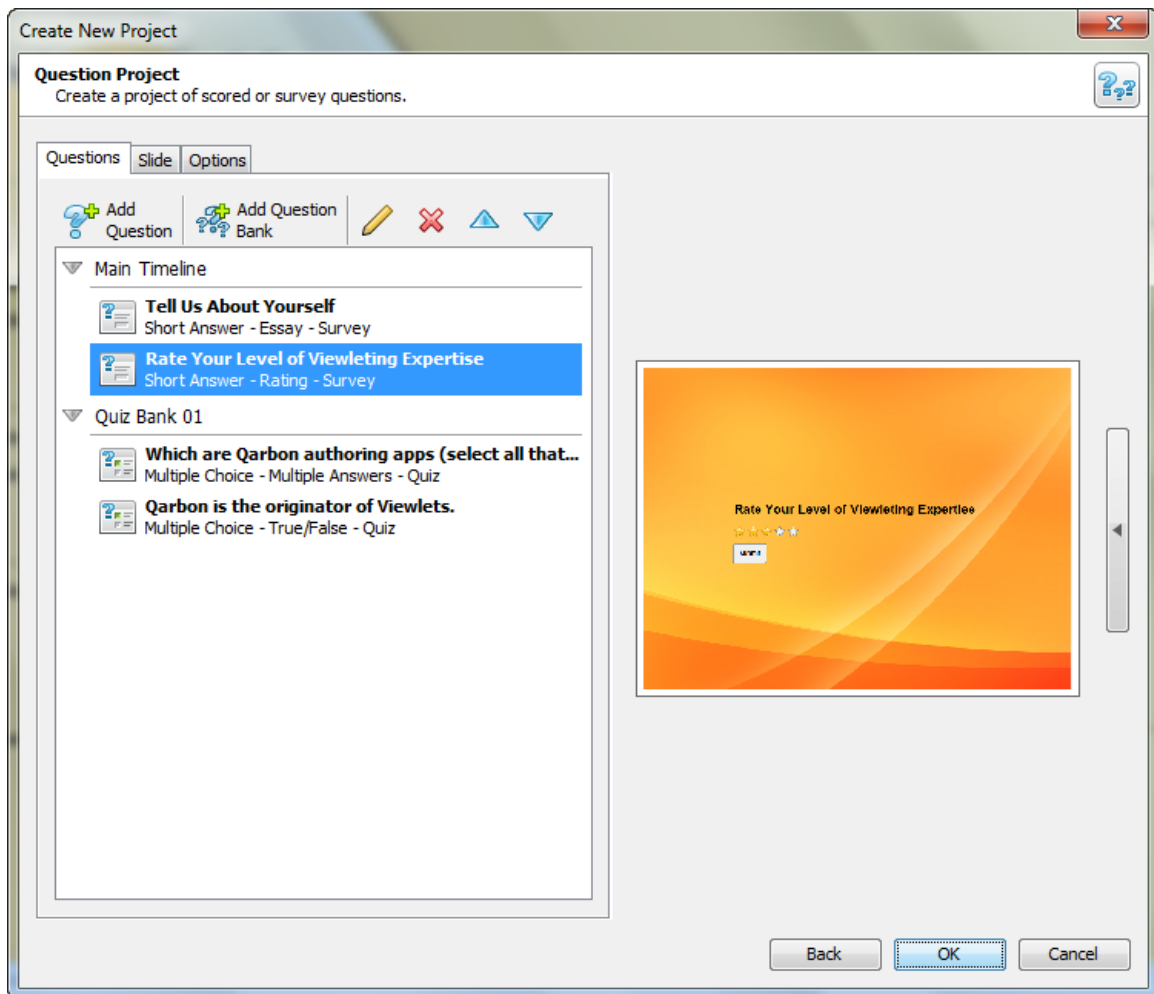 Create New Project
Question Project
Create a project of scored or survey questions.
Questions Slide Options
Add Question
Add Question Bank
Main Timeline
Tell Us About Yourself
Short Answer - Essay - Survey
Rate Your Level of Viewleting Expertise
Short Answer - Rating - Survey
Quiz Bank 01
Which are Qarbon authoring apps (select all that...
Multiple Choice - Multiple Answers - Quiz
Qarbon is the originator of Viewlets.
Multiple Choice - True/False - Quiz
Rate Your Level of Viewleting Expertise
Back OK Cancel